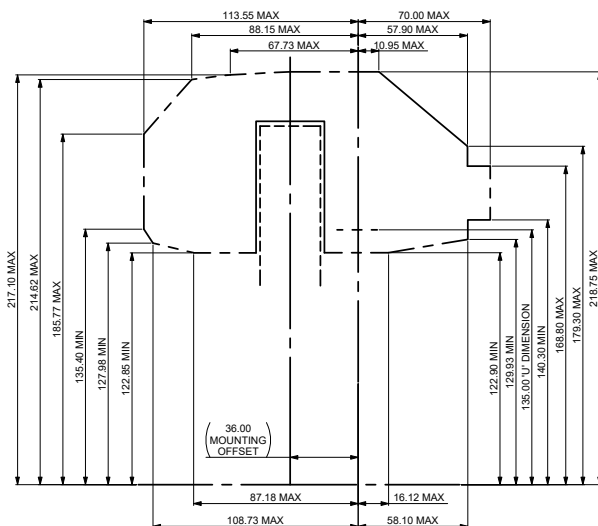 113.55 MAX
70.00 MAX
88.15 MAX
57.90 MAX
67.73 MAX
10.95 MAX
217.10 MAX
214.62 MAX
185.77 MAX
135.40 MIN
127.98 MIN
122.85 MIN
122.90 MIN
129.93 MIN
135.00 'U' DIMENSION
140.30 MIN
168.80 MAX
179.30 MAX
218.75 MAX
36.00
MOUNTING
OFFSET
87.18 MAX
16.12 MAX
108.73 MAX
58.10 MAX